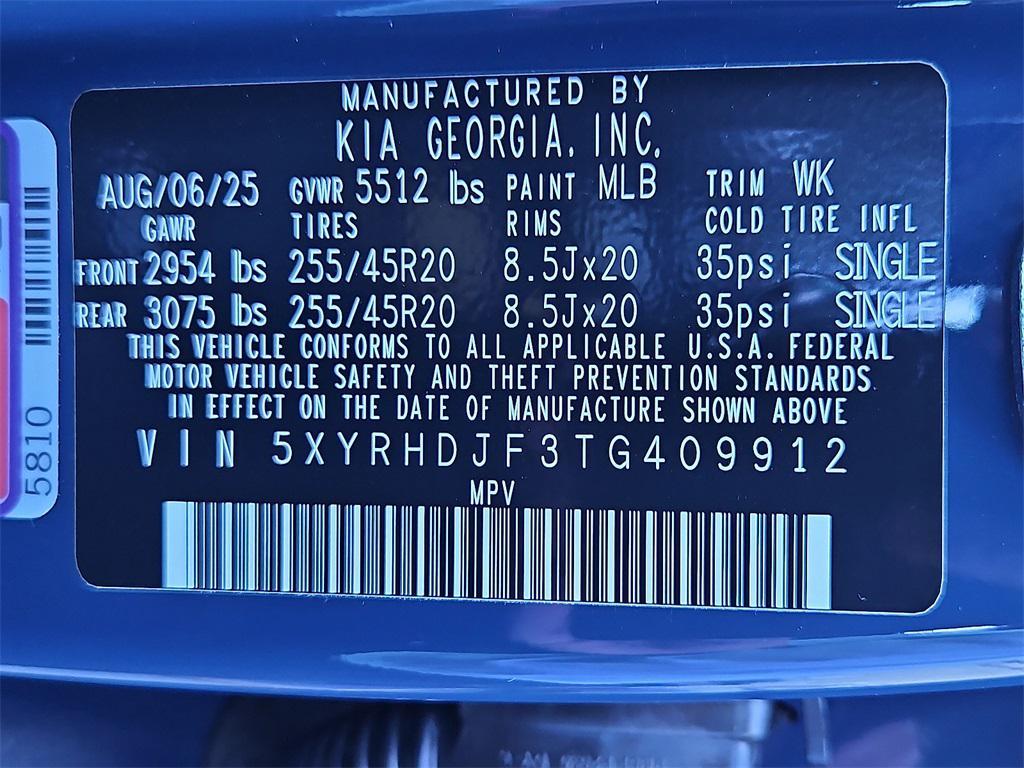 MANUFACTURED BY
KIA GEORGIA, INC.
AUG/06/25 GVWR 5512 lbs PAINT MLB TRIM WK
GAWR TIRES RIMS COLD TIRE INFL
FRONT 2954 lbs 255/45R20 8.5Jx20 35psi SINGLE
REAR 3075 lbs 255/45R20 8.5Jx20 35psi SINGLE
THIS VEHICLE CONFORMS TO ALL APPLICABLE U.S.A. FEDERAL
MOTOR VEHICLE SAFETY AND THEFT PREVENTION STANDARDS
IN EFFECT ON THE DATE OF MANUFACTURE SHOWN ABOVE
VIN 5XYRHDJF3TG409912
MPV
5810